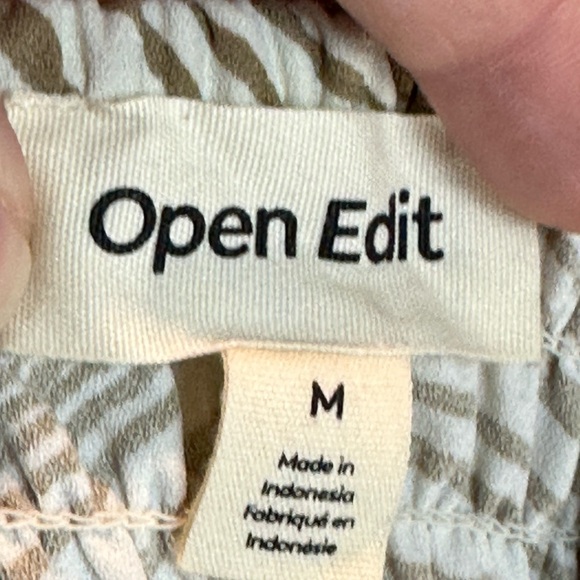 Open Edit
M
Made in
Indonesia
Fabriqué en
Indonésie